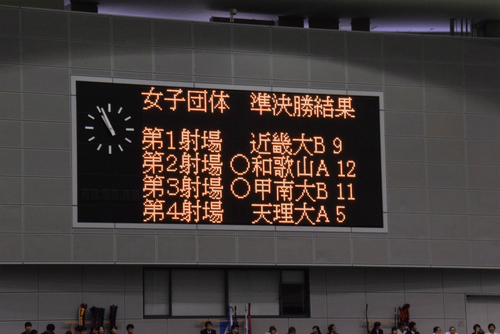 女子団体 準決勝結果
第1射場 近畿大B 9
第2射場 ○和歌山A 12
第3射場 ○甲南大B 11
第4射場 天理大A 5